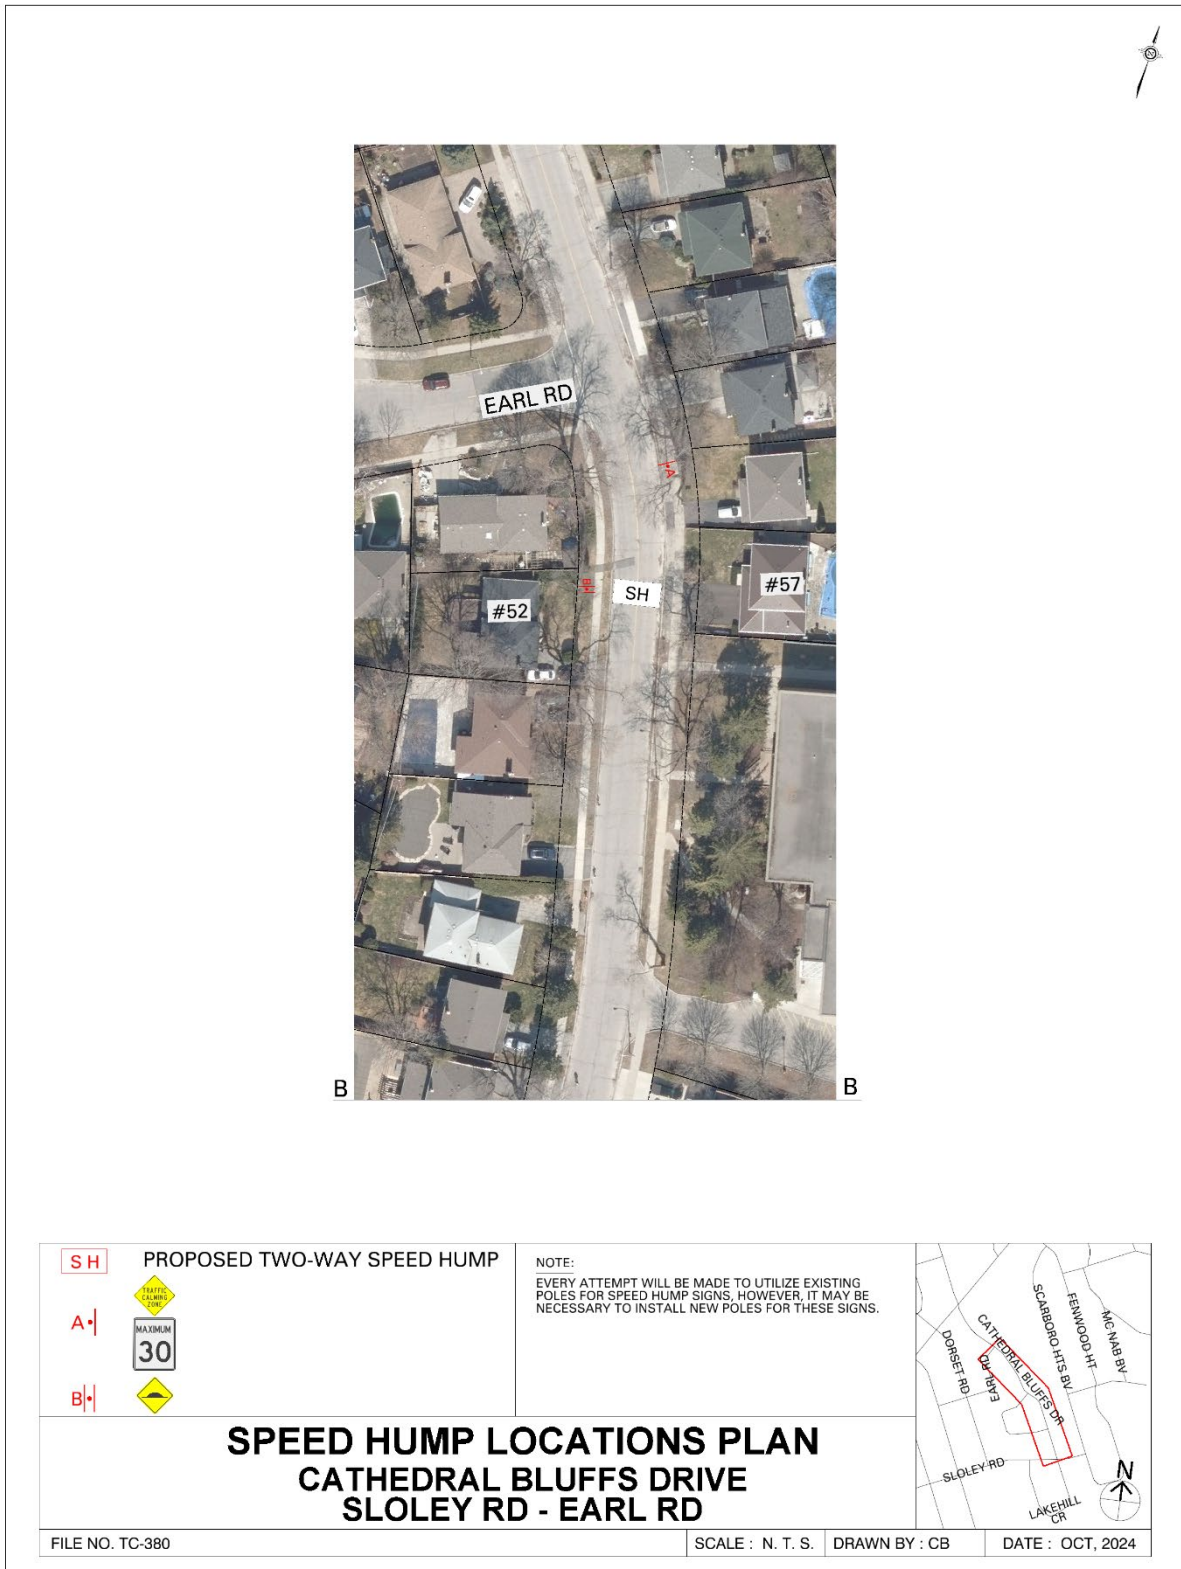 N
EARL RD
A
B
#52
SH
#57
B
B
S H
PROPOSED TWO-WAY SPEED HUMP
TRAFFIC
CALMING
ZONE
A
MAXIMUM
30
B
NOTE:
EVERY ATTEMPT WILL BE MADE TO UTILIZE EXISTING
POLES FOR SPEED HUMP SIGNS, HOWEVER, IT MAY BE
NECESSARY TO INSTALL NEW POLES FOR THESE SIGNS.
DORSET RD
EARL RD
CATHEDRAL BLUFFS DR
SCARBORO HTS BV
FENWOOD HT
MC NAB BV
SLOLEY RD
LAKEHILL
CR
N
SPEED HUMP LOCATIONS PLAN
CATHEDRAL BLUFFS DRIVE
SLOLEY RD - EARL RD
FILE NO. TC-380
SCALE : N. T. S.
DRAWN BY : CB
DATE : OCT, 2024